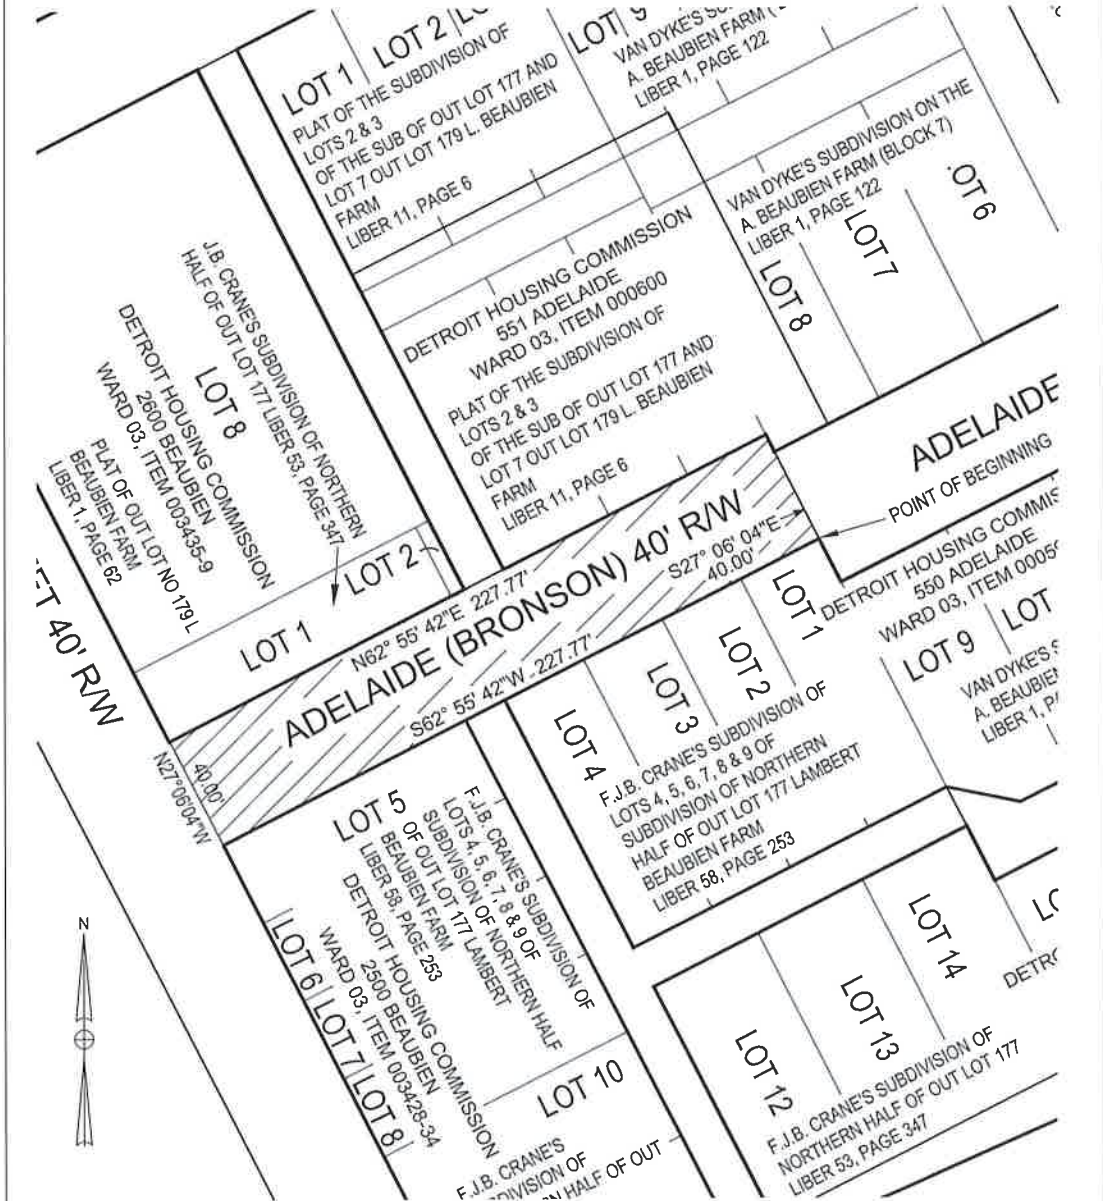 LOT 1
LOT 2
PLAT OF THE SUBDIVISION OF
LOTS 2 & 3
OF THE SUB OF OUT LOT 177 AND
LOT 7 OUT LOT 179 L. BEAUBIEN
FARM
LIBER 11, PAGE 6
LOT 9
A. BEAUBIEN FARM
LIBER 1, PAGE 122
VAN DYKE'S SUBDIVISION ON THE
A. BEAUBIEN FARM (BLOCK 7)
LIBER 1, PAGE 122
LOT 8
LOT 7
OT 6
DETROIT HOUSING COMMISSION
551 ADELAIDE
WARD 03, ITEM 000600
PLAT OF THE SUBDIVISION OF
LOTS 2 & 3
OF THE SUB OF OUT LOT 177 AND
LOT 7 OUT LOT 179 L. BEAUBIEN
FARM
LIBER 11, PAGE 6
J.B. CRANE'S SUBDIVISION OF NORTHERN
HALF OF OUT LOT 177 LIBER 53, PAGE 347
LOT 8
DETROIT HOUSING COMMISSION
2600 BEAUBIEN
WARD 03, ITEM 003435-9
PLAT OF OUT LOT NO 179 L
BEAUBIEN FARM
LIBER 1, PAGE 62
LOT 1
LOT 2
ET 40' R/W
ADELAIDE
POINT OF BEGINNING
N62° 55' 42"E 227.77'
ADELAIDE (BRONSON) 40' R/W
S62° 55' 42"W 227.77'
S27° 06' 04"E
40.00'
N27°06'04"W
40.00'
DETROIT HOUSING COMMIS
550 ADELAIDE
WARD 03, ITEM
LOT 9
LOT
VAN DYKE'S
A. BEAUBIEN
LIBER 1,
LOT 1
LOT 2
LOT 3
LOT 4
F.J.B. CRANE'S SUBDIVISION OF
LOTS 4, 5, 6, 7, 8 & 9 OF
SUBDIVISION OF NORTHERN
HALF OF OUT LOT 177 LAMBERT
BEAUBIEN FARM
LIBER 58, PAGE 253
LOT 5
F.J.B. CRANE'S SUBDIVISION OF
LOTS 4, 5, 6, 7, 8 & 9 OF
SUBDIVISION OF NORTHERN HALF
OF OUT LOT 177 LAMBERT
BEAUBIEN FARM
LIBER 58, PAGE 253
DETROIT HOUSING COMMISSION
2500 BEAUBIEN
WARD 03, ITEM 003428-34
LOT 6
LOT 7
LOT 8
LOT 10
F.J.B. CRANE'S
DIVISION OF
HALF OF OUT
N
LOT 12
LOT 13
LOT 14
DETRO
F.J.B. CRANE'S SUBDIVISION OF
NORTHERN HALF OF OUT LOT 177
LIBER 53, PAGE 347